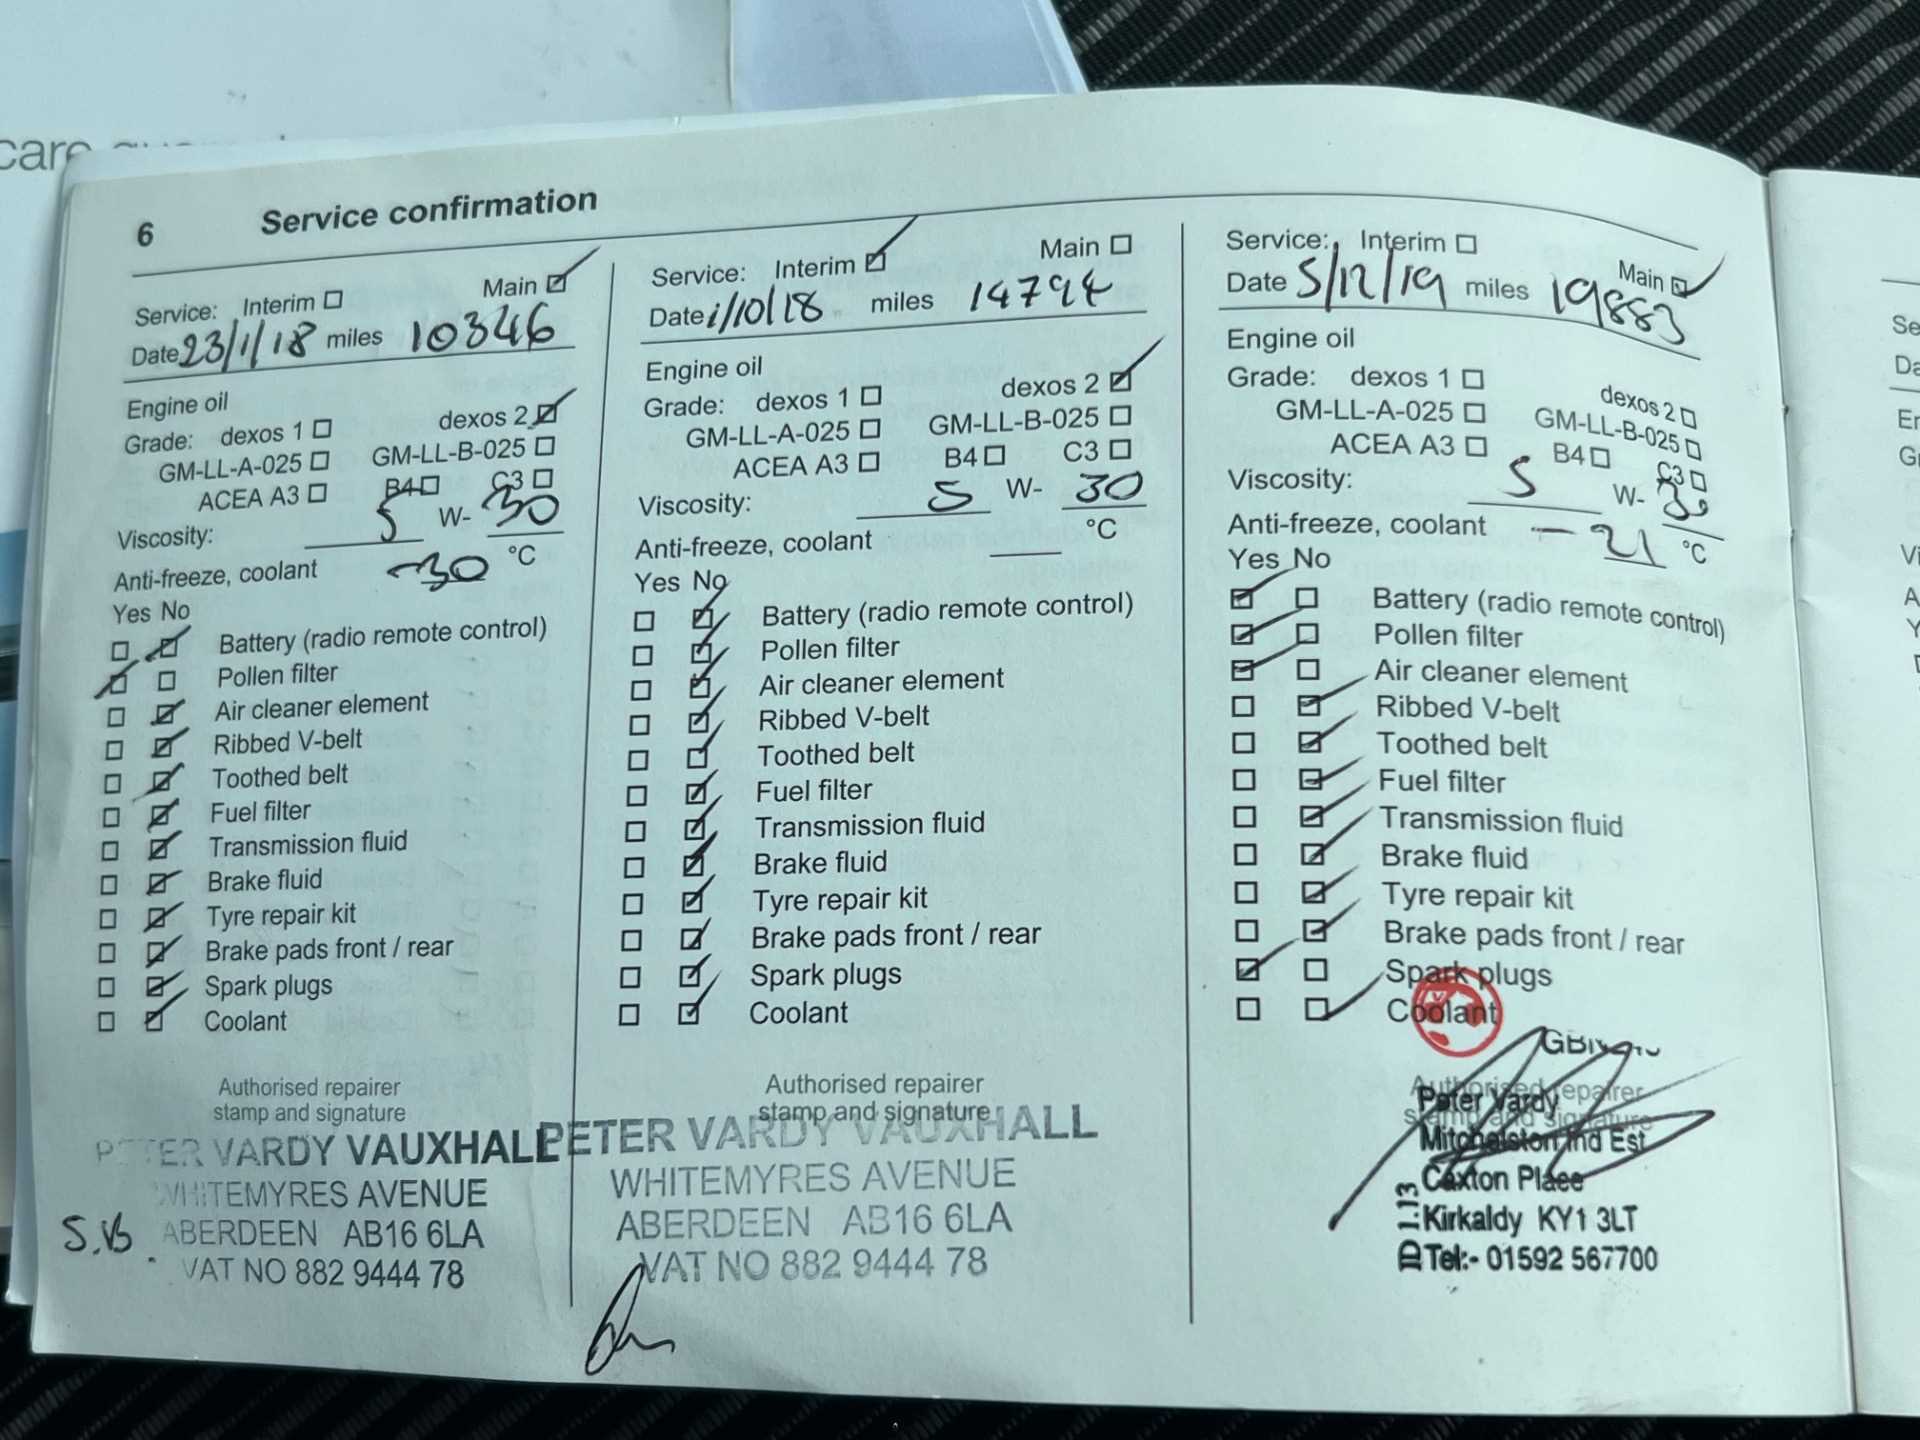 care
6 Service confirmation
Service: Interim ☐ Main ☑
Date 23/1/18 miles 10346
Engine oil
Grade: dexos 1 ☐ dexos 2 ☑
GM-LL-A-025 ☐ GM-LL-B-025 ☐
ACEA A3 ☐ B4 ☐ C3 ☐
Viscosity: 5 W- 30
Anti-freeze, coolant -30 °C
Yes No
☐ ☑ Battery (radio remote control)
☑ ☐ Pollen filter
☐ ☑ Air cleaner element
☐ ☑ Ribbed V-belt
☐ ☑ Toothed belt
☐ ☑ Fuel filter
☐ ☑ Transmission fluid
☐ ☑ Brake fluid
☐ ☑ Tyre repair kit
☐ ☑ Brake pads front / rear
☐ ☑ Spark plugs
☐ ☑ Coolant
Authorised repairer
stamp and signature
PETER VARDY VAUXHALL
WHITEMYRES AVENUE
ABERDEEN AB16 6LA
VAT NO 882 9444 78
Service: Interim ☑ Main ☐
Date 1/10/18 miles 14794
Engine oil
Grade: dexos 1 ☐ dexos 2 ☑
GM-LL-A-025 ☐ GM-LL-B-025 ☐
ACEA A3 ☐ B4 ☐ C3 ☐
Viscosity: 5 W- 30
Anti-freeze, coolant °C
Yes No
☐ ☑ Battery (radio remote control)
☐ ☑ Pollen filter
☐ ☑ Air cleaner element
☐ ☑ Ribbed V-belt
☐ ☑ Toothed belt
☐ ☑ Fuel filter
☐ ☑ Transmission fluid
☐ ☑ Brake fluid
☐ ☑ Tyre repair kit
☐ ☑ Brake pads front / rear
☐ ☑ Spark plugs
☐ ☑ Coolant
Authorised repairer
stamp and signature
PETER VARDY VAUXHALL
WHITEMYRES AVENUE
ABERDEEN AB16 6LA
VAT NO 882 9444 78
Service: Interim ☐ Main ☑
Date 5/12/19 miles 19883
Engine oil
Grade: dexos 1 ☐ dexos 2 ☐
GM-LL-A-025 ☐ GM-LL-B-025 ☐
ACEA A3 ☐ B4 ☐ C3 ☐
Viscosity: 5 W- 30
Anti-freeze, coolant -21 °C
Yes No
☑ ☐ Battery (radio remote control)
☑ ☐ Pollen filter
☑ ☐ Air cleaner element
☐ ☑ Ribbed V-belt
☐ ☑ Toothed belt
☐ ☑ Fuel filter
☐ ☑ Transmission fluid
☐ ☑ Brake fluid
☐ ☑ Tyre repair kit
☐ ☑ Brake pads front / rear
☑ ☐ Spark plugs
☐ ☑ Coolant
Authorised repairer
stamp and signature
Peter Vardy
Mitchelston Ind Est
Caxton Place
Kirkaldy KY1 3LT
Tel:- 01592 567700